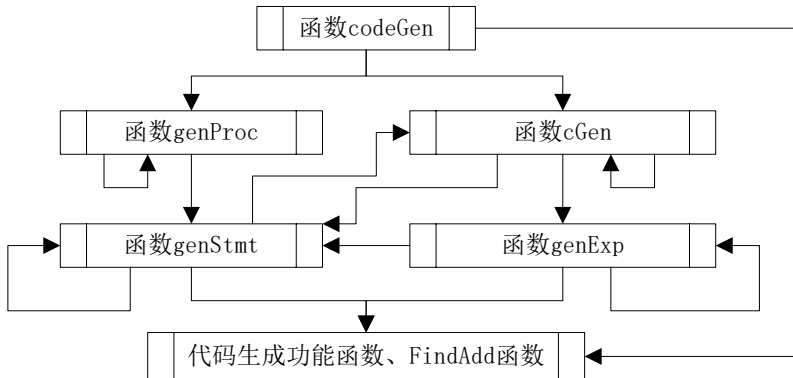 函数codeGen
函数genProc
函数cGen
函数genStmt
函数genExp
代码生成功能函数、FindAdd函数